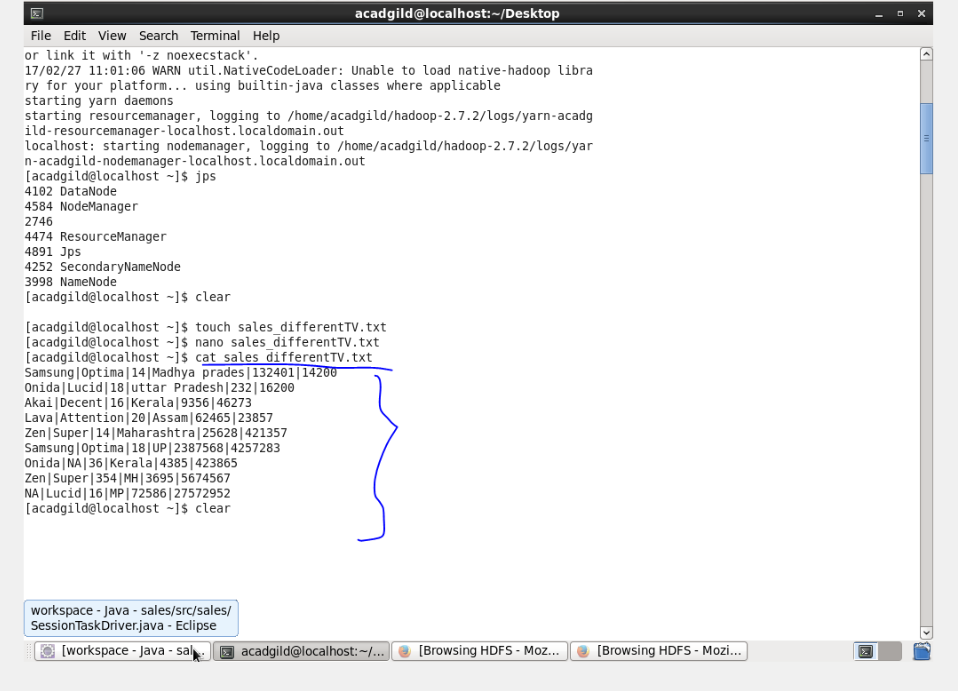 acadgild@localhost:~/Desktop
File Edit View Search Terminal Help
or link it with '-z noexecstack'.
17/02/27 11:01:06 WARN util.NativeCodeLoader: Unable to load native-hadoop libra
ry for your platform... using builtin-java classes where applicable
starting yarn daemons
starting resourcemanager, logging to /home/acadgild/hadoop-2.7.2/logs/yarn-acadg
ild-resourcemanager-localhost.localdomain.out
localhost: starting nodemanager, logging to /home/acadgild/hadoop-2.7.2/logs/yar
n-acadgild-nodemanager-localhost.localdomain.out
[acadgild@localhost ~]$ jps
4102 DataNode
4584 NodeManager
2746
4474 ResourceManager
4891 Jps
4252 SecondaryNameNode
3998 NameNode
[acadgild@localhost ~]$ clear
[acadgild@localhost ~]$ touch sales_differentTV.txt
[acadgild@localhost ~]$ nano sales_differentTV.txt
[acadgild@localhost ~]$ cat sales_differentTV.txt
Samsung|Optima|14|Madhya prades|132401|14200
Onida|Lucid|18|uttar Pradesh|232|16200
Akai|Decent|16|Kerala|9356|46273
Lava|Attention|20|Assam|62465|23857
Zen|Super|14|Maharashtra|25628|421357
Samsung|Optima|18|UP|2387568|4257283
Onida|NA|36|Kerala|4385|423865
Zen|Super|354|MH|3695|5674567
NA|Lucid|16|MP|72586|27572952
[acadgild@localhost ~]$ clear
workspace - Java - sales/src/sales/
SessionTaskDriver.java - Eclipse
[workspace - Java - sal... acadgild@localhost:~/... [Browsing HDFS - Moz... [Browsing HDFS - Mozi...